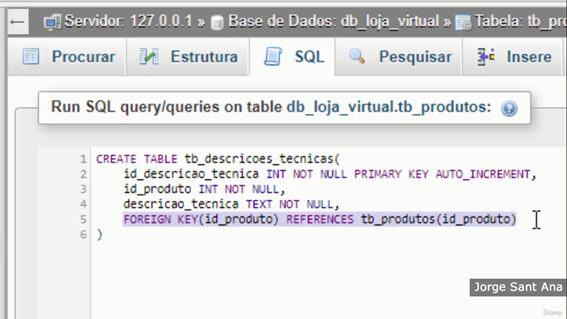 Servidor: 127.0.0.1 » Base de Dados: db_loja_virtual » Tabela: tb_pro
Procurar Estrutura SQL Pesquisar Insere
Run SQL query/queries on table db_loja_virtual.tb_produtos:
1 CREATE TABLE tb_descricoes_tecnicas(
2 id_descricao_tecnica INT NOT NULL PRIMARY KEY AUTO_INCREMENT,
3 id_produto INT NOT NULL,
4 descricao_tecnica TEXT NOT NULL,
5 FOREIGN KEY(id_produto) REFERENCES tb_produtos(id_produto)
6 )
Jorge Sant Ana
Udemy